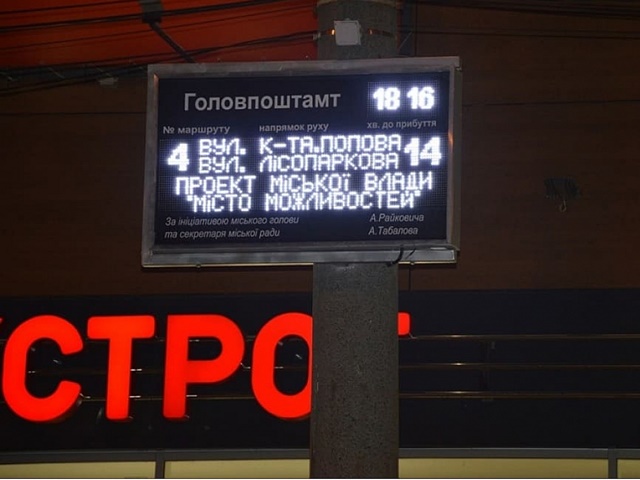 Головпоштамт 18 16
№ маршруту напрямок руху хв. до прибуття
4 ВУЛ. К-ТА.ПОПОВА 14
ВУЛ. ЛІСОПАРКОВА
ПРОЕКТ МІСЬКОЇ ВЛАДИ
"МІСТО МОЖЛИВОСТЕЙ"
За ініціативою міського голови А.Райковича
та секретаря міської ради А.Табалова
СТРО